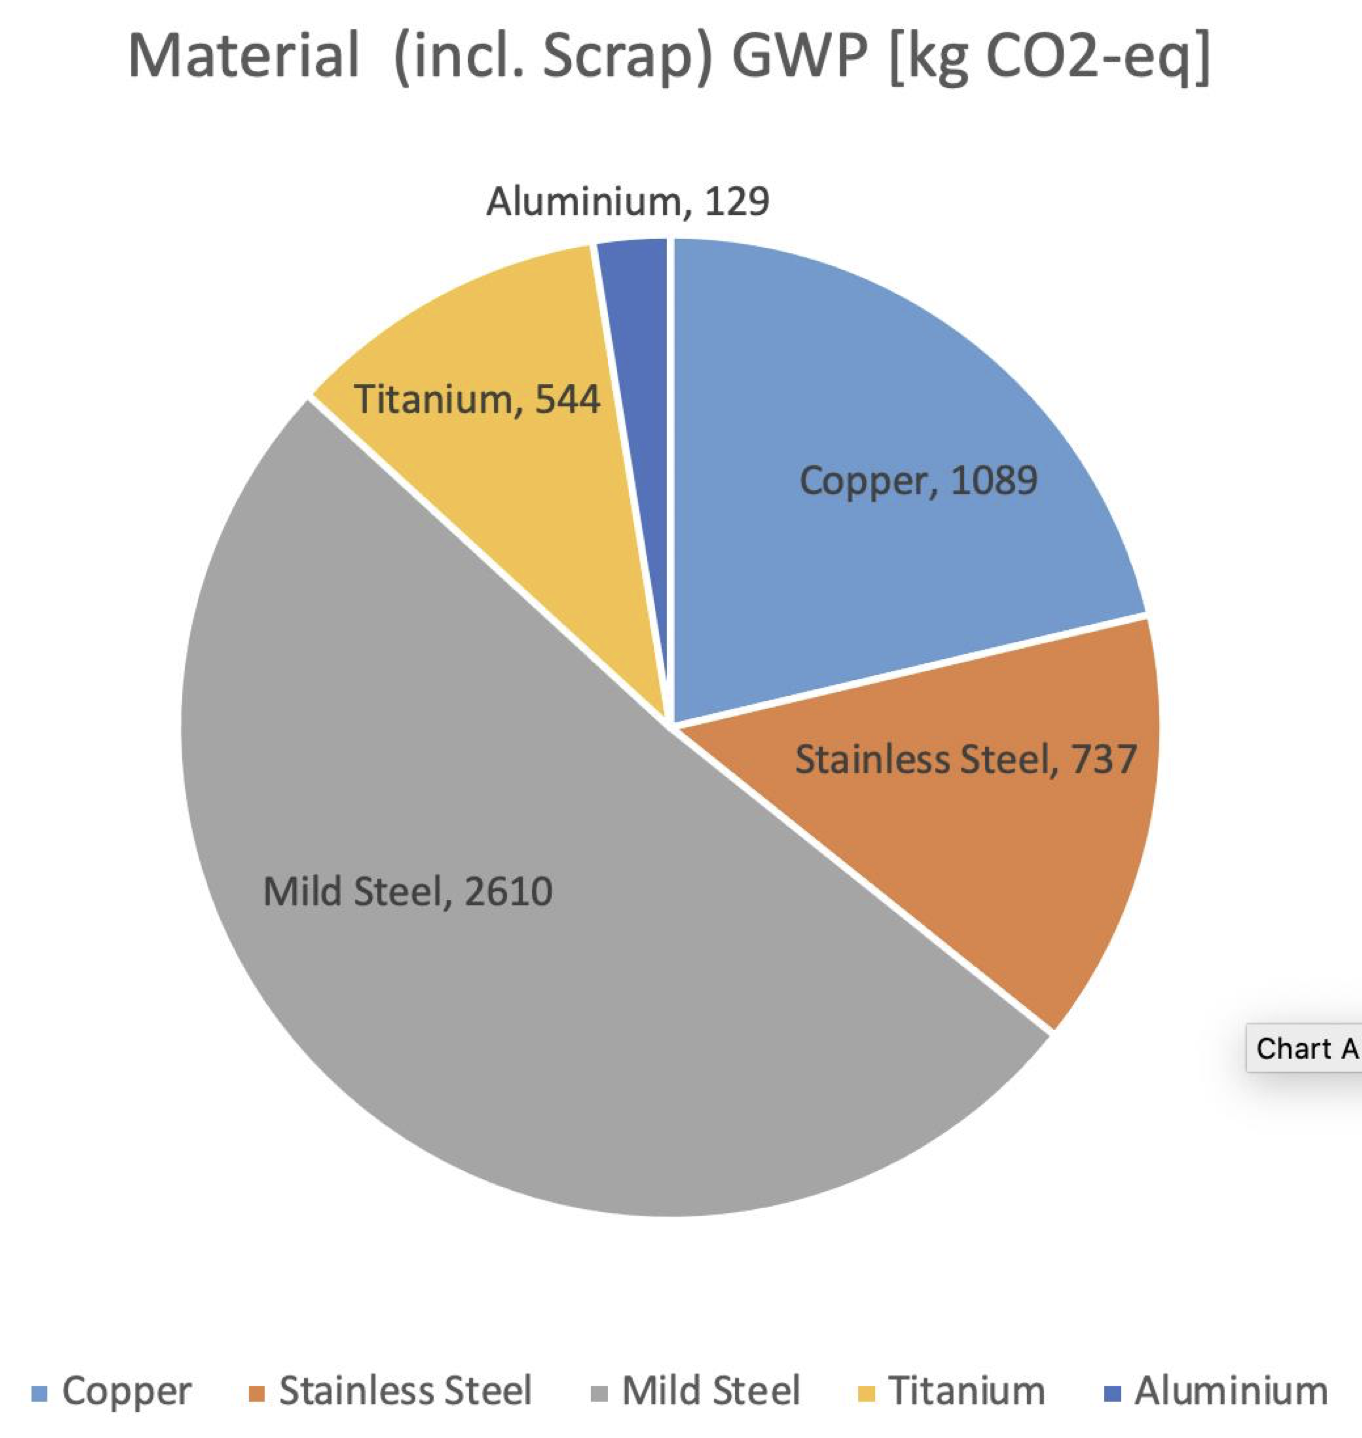 Material  (incl. Scrap) GWP [kg CO2-eq]
Aluminium, 129
Titanium, 544
Copper, 1089
Stainless Steel, 737
Mild Steel, 2610
Chart A
Copper
Stainless Steel
Mild Steel
Titanium
Aluminium